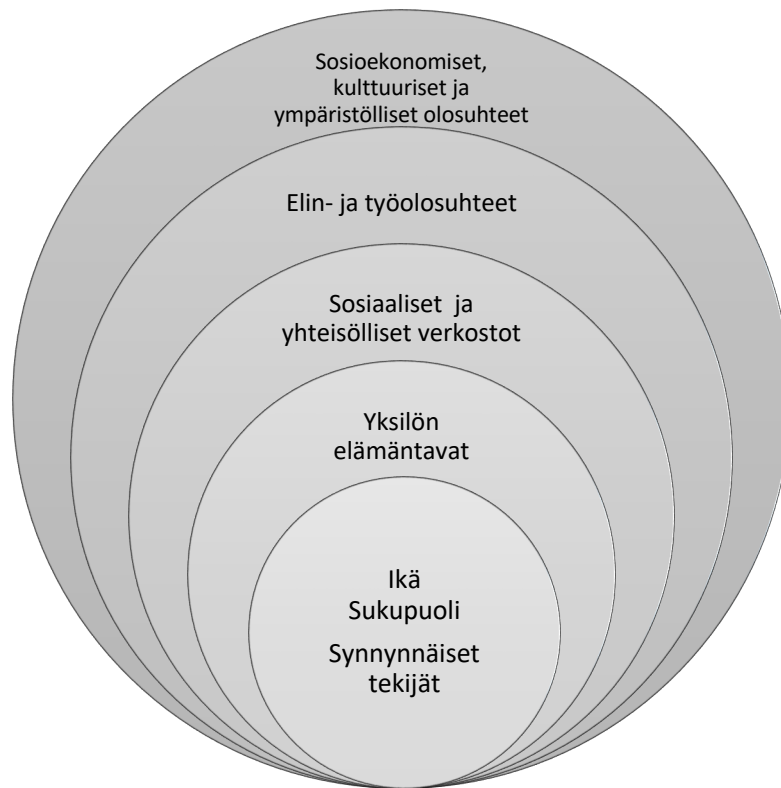 Sosioekonomiset,
kulttuuriset ja
ympäristölliset olosuhteet
Elin- ja työolosuhteet
Sosiaaliset ja
yhteisölliset verkostot
Yksilön
elämäntavat
Ikä
Sukupuoli
Synnynnäiset
tekijät